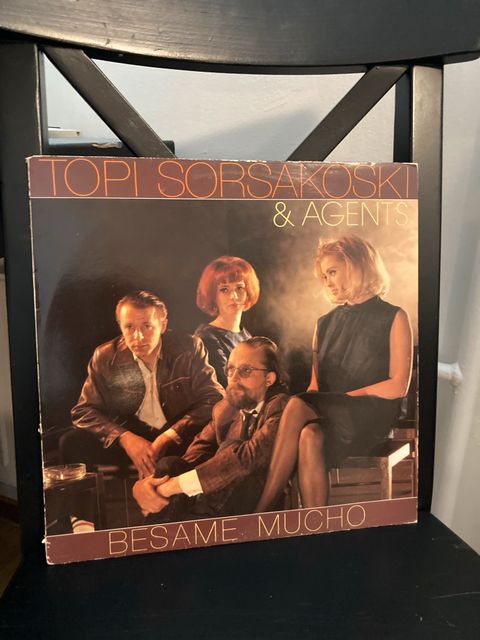 TOPI SORSAKOSKI
& AGENTS
BESAME MUCHO